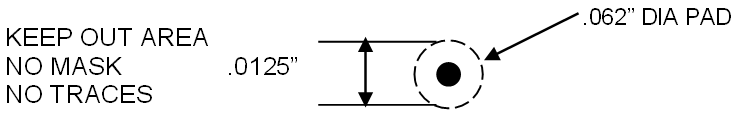 .062” DIA PAD
KEEP OUT AREA
NO MASK .0125”
NO TRACES